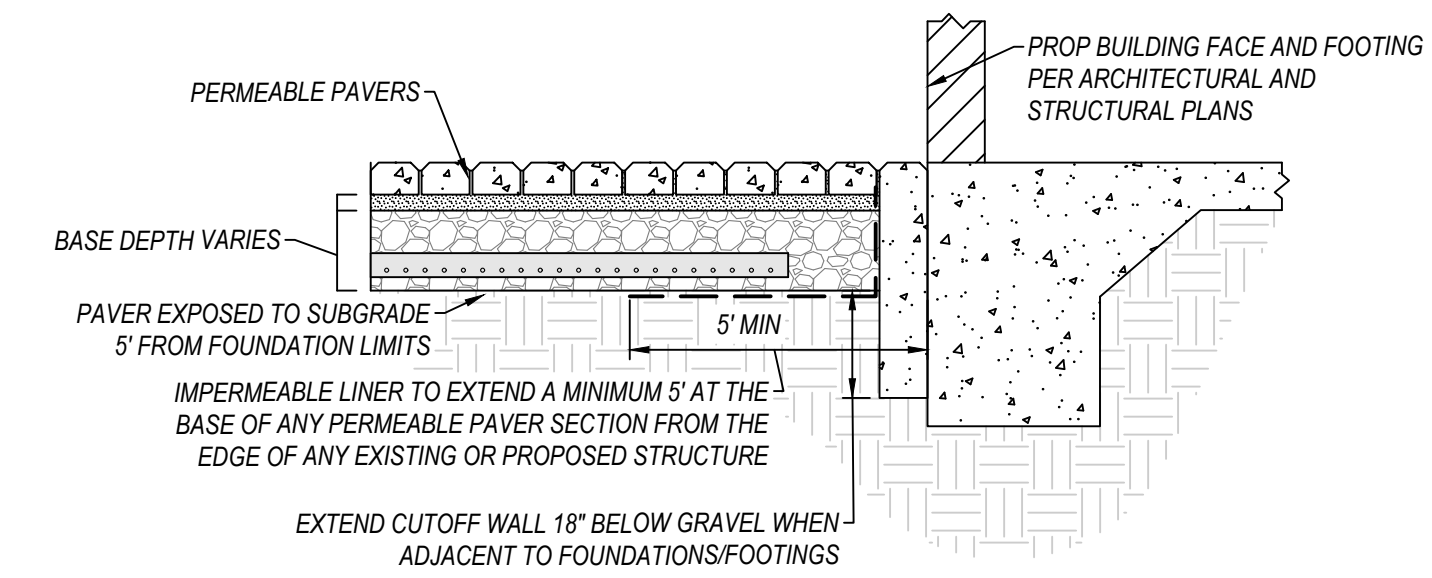 PROP BUILDING FACE AND FOOTING
PER ARCHITECTURAL AND
STRUCTURAL PLANS
PERMEABLE PAVERS
BASE DEPTH VARIES
PAVER EXPOSED TO SUBGRADE
5' FROM FOUNDATION LIMITS
5' MIN
IMPERMEABLE LINER TO EXTEND A MINIMUM 5' AT THE
BASE OF ANY PERMEABLE PAVER SECTION FROM THE
EDGE OF ANY EXISTING OR PROPOSED STRUCTURE
EXTEND CUTOFF WALL 18" BELOW GRAVEL WHEN
ADJACENT TO FOUNDATIONS/FOOTINGS